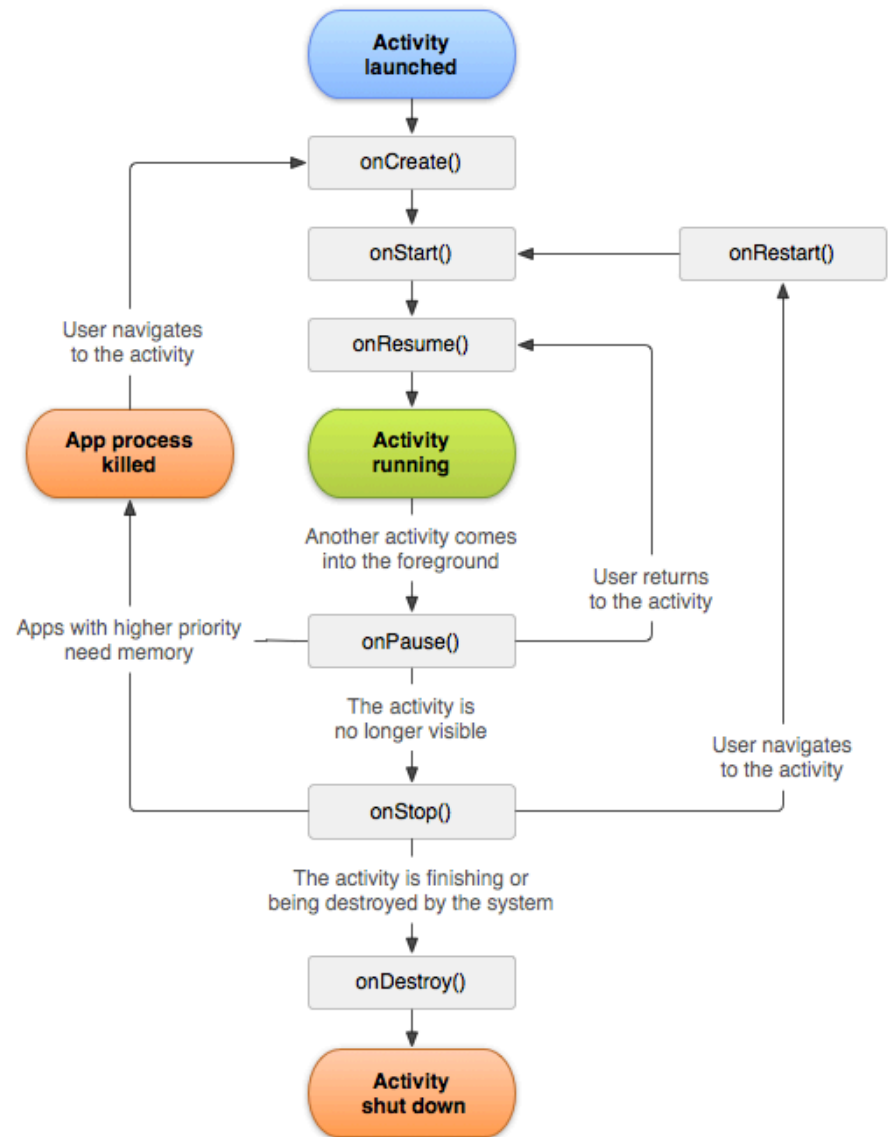 Activity
launched
onCreate()
onStart()
onRestart()
onResume()
User navigates
to the activity
App process
killed
Activity
running
Another activity comes
into the foreground
User returns
to the activity
Apps with higher priority
need memory
onPause()
The activity is
no longer visible
User navigates
to the activity
onStop()
The activity is finishing or
being destroyed by the system
onDestroy()
Activity
shut down